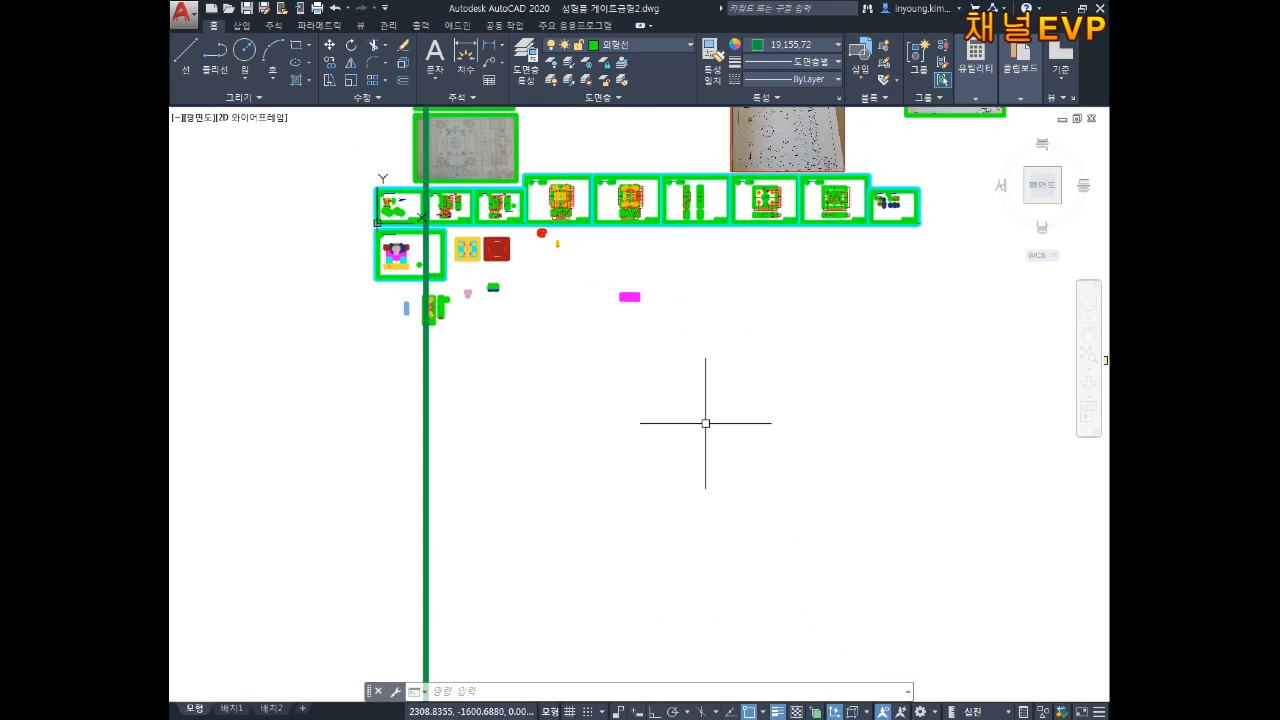 Autodesk AutoCAD 2020 성형품 게이트금형2.dwg
키워드 또는 구절 입력
inyoung.kim...
채널EVP
홈 삽입 주석 파라메트릭 뷰 관리 출력 애드인 공동 작업 주요 응용프로그램
선 폴리선 원 호
문자 치수
도면층 특성
외형선
특성 일치
19,155,72
도면층별
ByLayer
삽입
그룹
유틸리티
클립보드
기준
그리기 수정 주석 도면층 특성 블록 그룹 뷰
[-][평면도][2D 와이어프레임]
Y
북
서 평면도 동
남
WCS
명령 입력
모형 배치1 배치2 +
2308.8355, -1600.6880, 0.00... 모형
십진